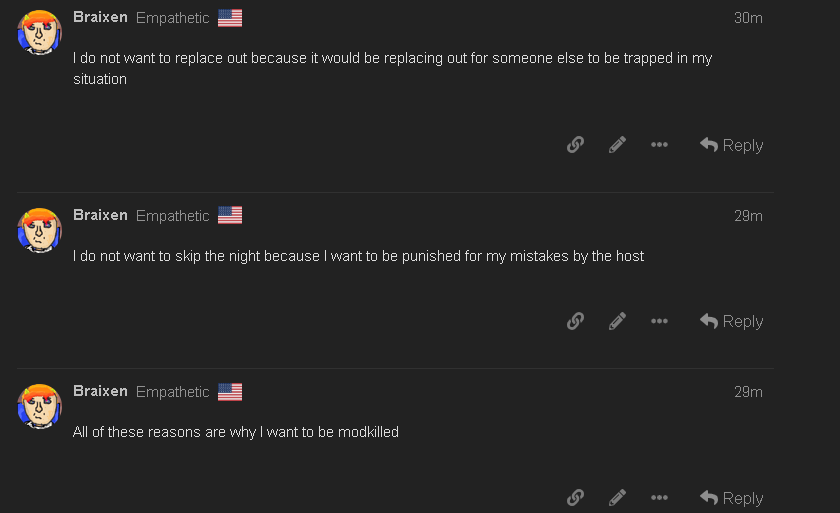 Braixen Empathetic 30m
I do not want to replace out because it would be replacing out for someone else to be trapped in my
situation
Reply
Braixen Empathetic 29m
I do not want to skip the night because I want to be punished for my mistakes by the host
Reply
Braixen Empathetic 29m
All of these reasons are why I want to be modkilled
Reply